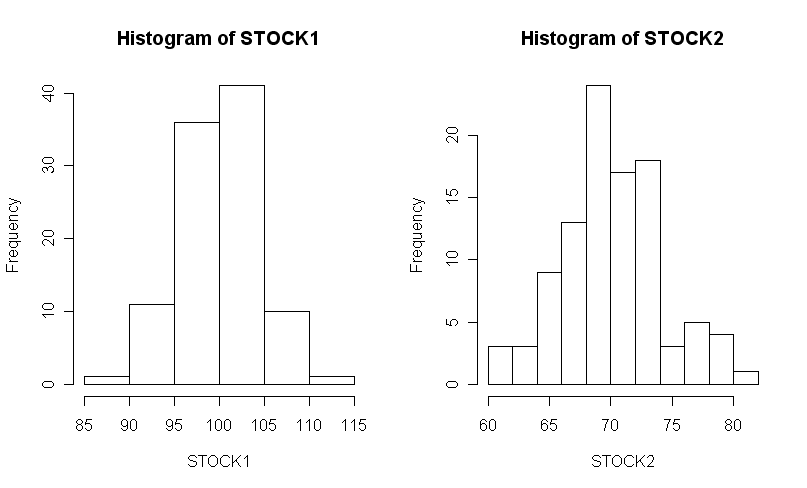 Histogram of STOCK1
Frequency
40
30
20
10
0
85 90 95 100 105 110 115
STOCK1
Histogram of STOCK2
Frequency
20
15
10
5
0
60 65 70 75 80
STOCK2